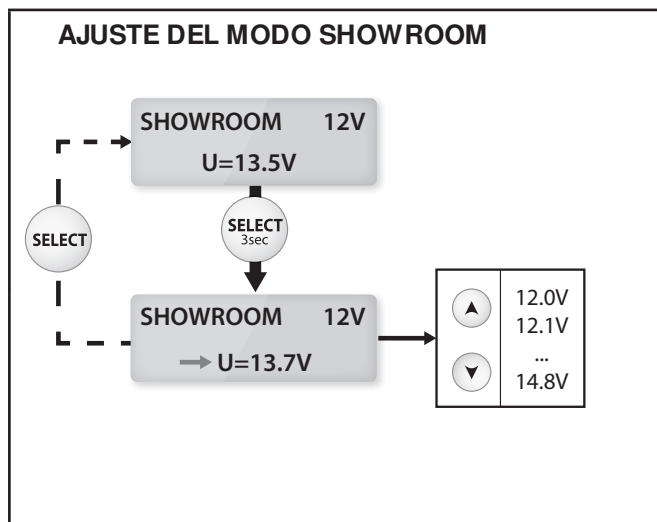 AJUSTE DEL MODO SHOWROOM
SHOWROOM 12V
U=13.5V
SELECT
SELECT
3sec
SHOWROOM 12V
U=13.7V
12.0V
12.1V
...
14.8V